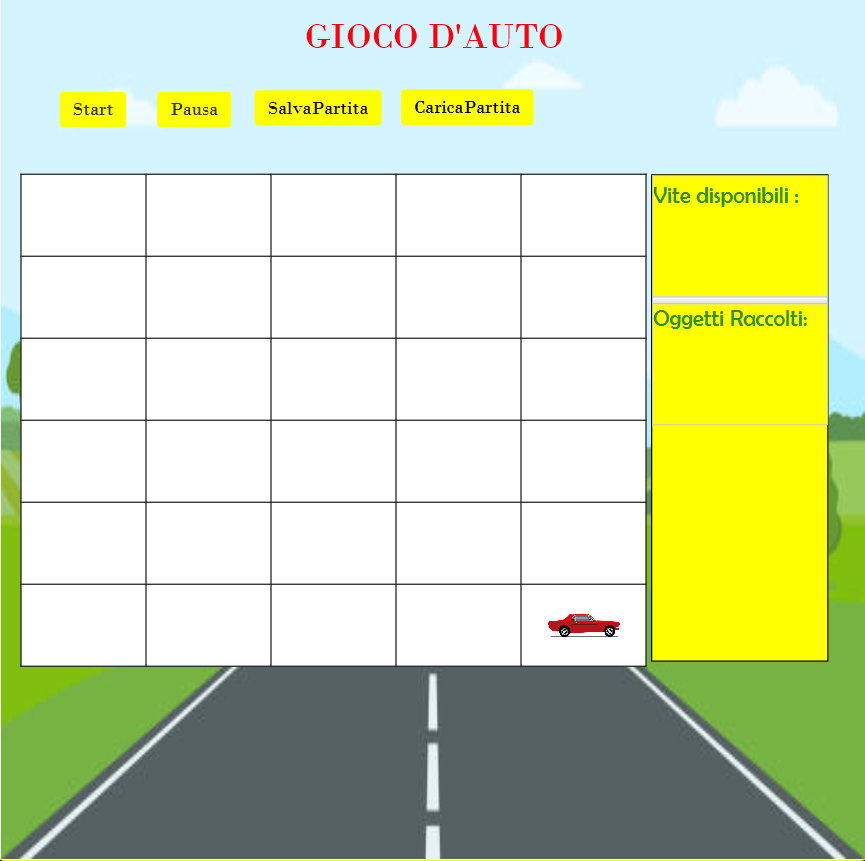 GIOCO D'AUTO
Start
Pausa
SalvaPartita
CaricaPartita
Vite disponibili :
Oggetti Raccolti: